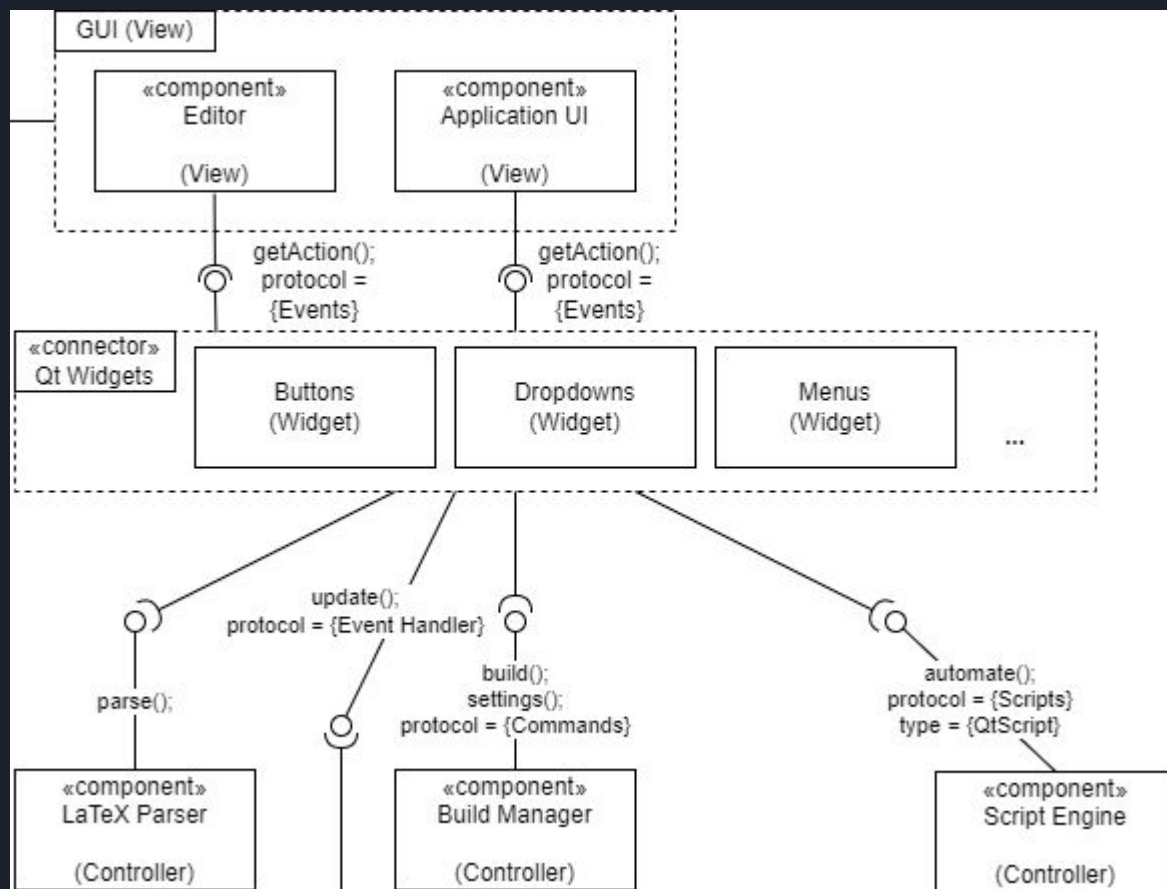 GUI (View)
«component»
Editor
(View)
«component»
Application UI
(View)
getAction();
protocol =
{Events}
getAction();
protocol =
{Events}
«connector»
Qt Widgets
Buttons
(Widget)
Dropdowns
(Widget)
Menus
(Widget)
...
update();
protocol = {Event Handler}
parse();
build();
settings();
protocol = {Commands}
automate();
protocol = {Scripts}
type = {QtScript}
«component»
LaTeX Parser
(Controller)
«component»
Build Manager
(Controller)
«component»
Script Engine
(Controller)